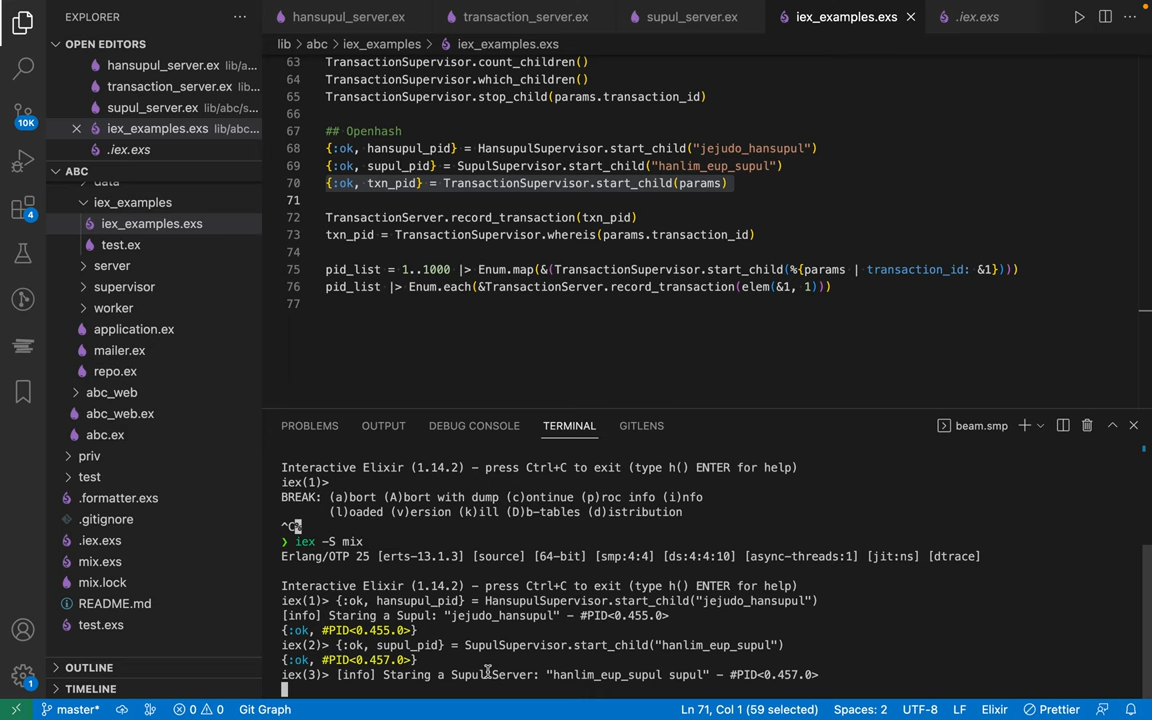 EXPLORER
hansupul_server.ex
transaction_server.ex
supul_server.ex
iex_examples.exs
.iex.exs
OPEN EDITORS
hansupul_server.ex lib/a...
transaction_server.ex lib...
supul_server.ex lib/abc/s...
iex_examples.exs lib/abc...
.iex.exs
ABC
iex_examples
iex_examples.exs
test.ex
server
supervisor
worker
application.ex
mailer.ex
repo.ex
abc_web
abc_web.ex
abc.ex
priv
test
.formatter.exs
.gitignore
.iex.exs
mix.exs
mix.lock
README.md
test.exs
OUTLINE
TIMELINE
10K
4
1
lib > abc > iex_examples > iex_examples.exs
63 TransactionSupervisor.count_children()
64 TransactionSupervisor.which_children()
65 TransactionSupervisor.stop_child(params.transaction_id)
66
67 ## Openhash
68 {:ok, hansupul_pid} = HansupulSupervisor.start_child("jejudo_hansupul")
69 {:ok, supul_pid} = SupulSupervisor.start_child("hanlim_eup_supul")
70 {:ok, txn_pid} = TransactionSupervisor.start_child(params)
71
72 TransactionServer.record_transaction(txn_pid)
73 txn_pid = TransactionSupervisor.whereis(params.transaction_id)
74
75 pid_list = 1..1000 |> Enum.map(&(TransactionSupervisor.start_child(%{params | transaction_id: &1})))
76 pid_list |> Enum.each(&TransactionServer.record_transaction(elem(&1, 1)))
77
PROBLEMS OUTPUT DEBUG CONSOLE TERMINAL GITLENS
beam.smp
Interactive Elixir (1.14.2) - press Ctrl+C to exit (type h() ENTER for help)
iex(1)>
BREAK: (a)bort (A)bort with dump (c)ontinue (p)roc info (i)nfo
(l)oaded (v)ersion (k)ill (D)b-tables (d)istribution
^C%
❯ iex -S mix
Erlang/OTP 25 [erts-13.1.3] [source] [64-bit] [smp:4:4] [ds:4:4:10] [async-threads:1] [jit:ns] [dtrace]
Interactive Elixir (1.14.2) - press Ctrl+C to exit (type h() ENTER for help)
iex(1)> {:ok, hansupul_pid} = HansupulSupervisor.start_child("jejudo_hansupul")
[info] Staring a Supul: "jejudo_hansupul" - #PID<0.455.0>
{:ok, #PID<0.455.0>}
iex(2)> {:ok, supul_pid} = SupulSupervisor.start_child("hanlim_eup_supul")
{:ok, #PID<0.457.0>}
iex(3)> [info] Staring a SupulServer: "hanlim_eup_supul supul" - #PID<0.457.0>
master* 0 0 Git Graph
Ln 71, Col 1 (59 selected) Spaces: 2 UTF-8 LF Elixir Prettier